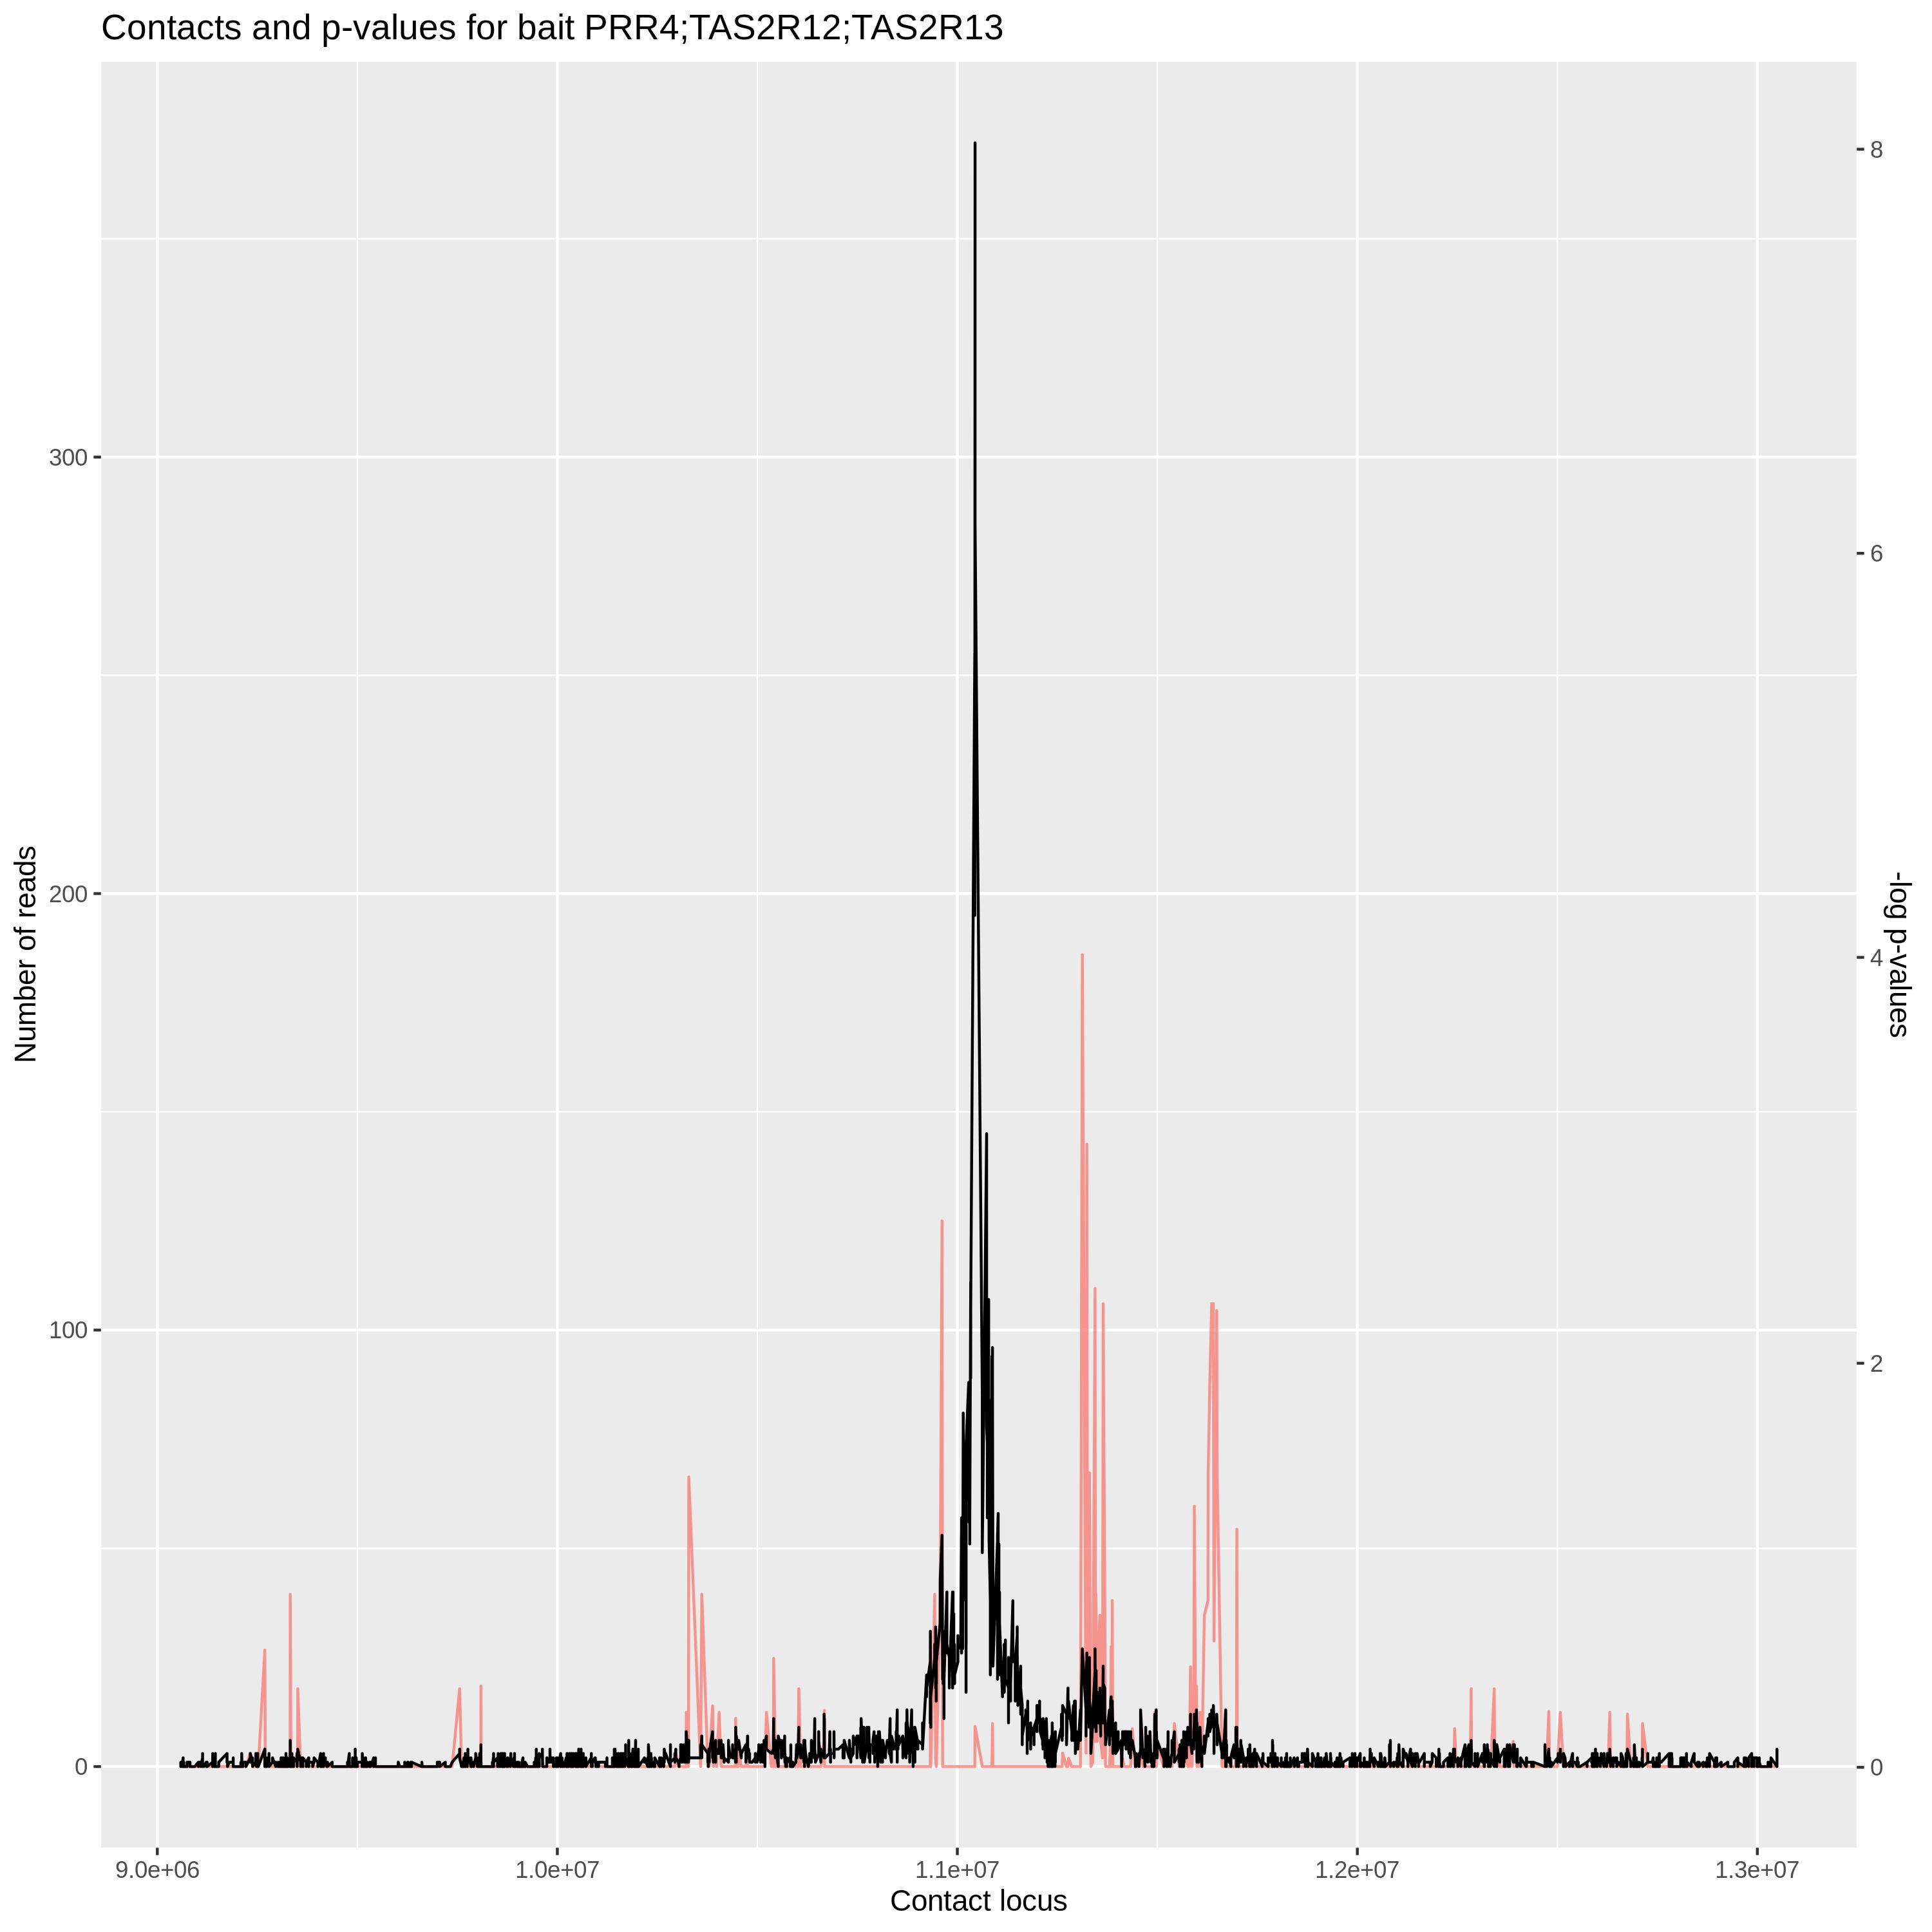 Contacts and p-values for bait PRR4;TAS2R12;TAS2R13
Number of reads
300
200
100
0
8
6
4
2
0
-log p-values
9.0e+06 1.0e+07 1.1e+07 1.2e+07 1.3e+07
Contact locus